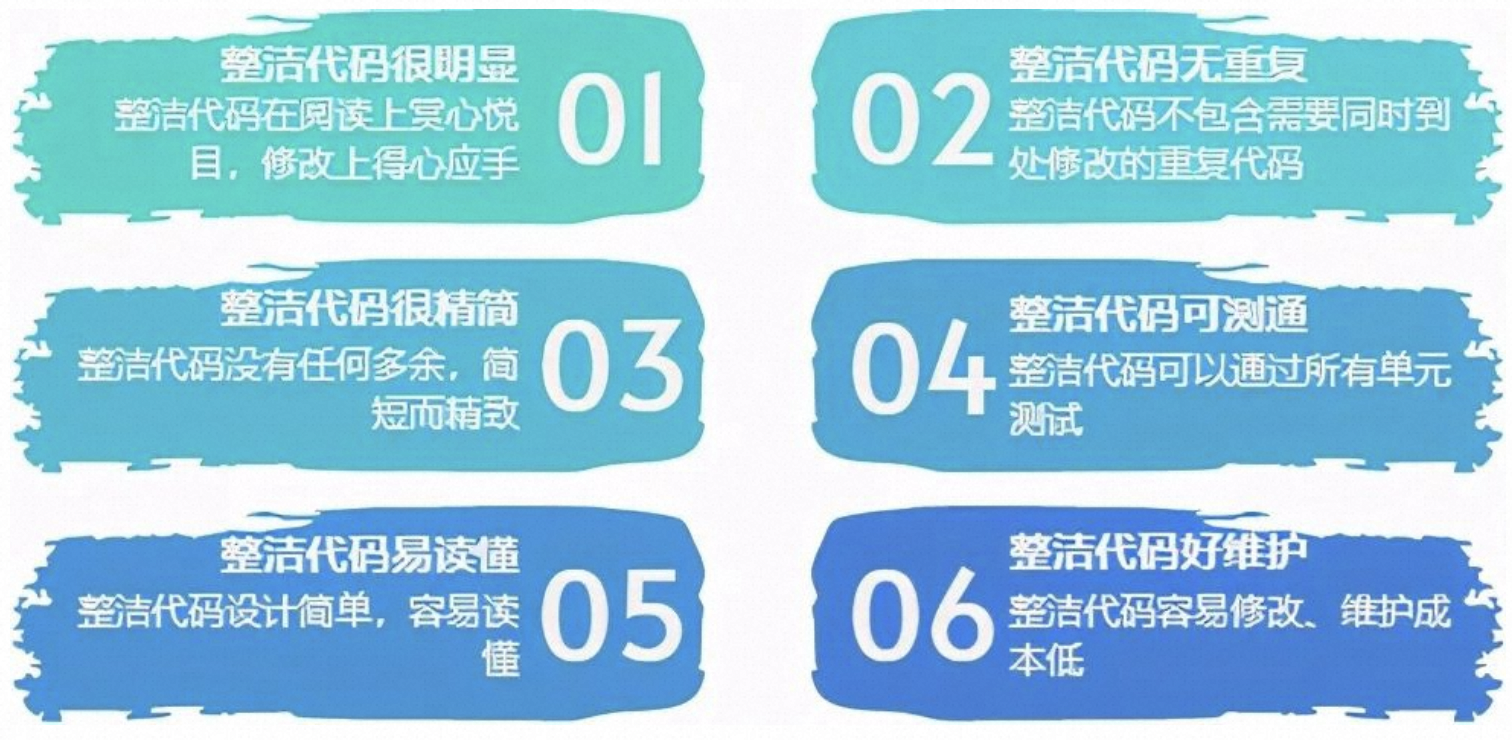 整洁代码很明显
整洁代码在阅读上赏心悦
目，修改上得心应手
01
02
整洁代码无重复
整洁代码不包含需要同时到
处修改的重复代码
整洁代码很精简
整洁代码没有任何多余，简
短而精致
03
04
整洁代码可测通
整洁代码可以通过所有单元
测试
整洁代码易读懂
整洁代码设计简单，容易读
懂
05
06
整洁代码好维护
整洁代码容易修改、维护成
本低